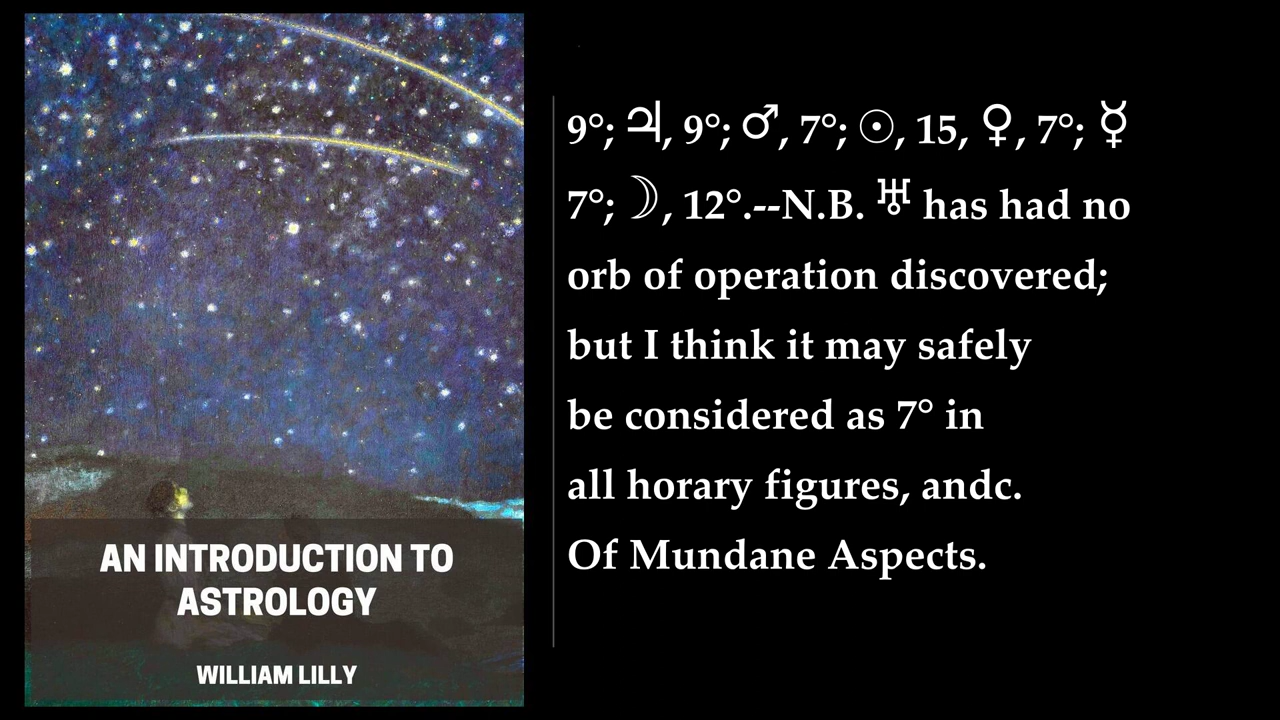 AN INTRODUCTION TO
ASTROLOGY
WILLIAM LILLY
9°; ♃, 9°; ♂, 7°; ☉, 15, ♀, 7°; ☿
7°; ☽, 12°.--N.B. ♅ has had no
orb of operation discovered;
but I think it may safely
be considered as 7° in
all horary figures, andc.
Of Mundane Aspects.